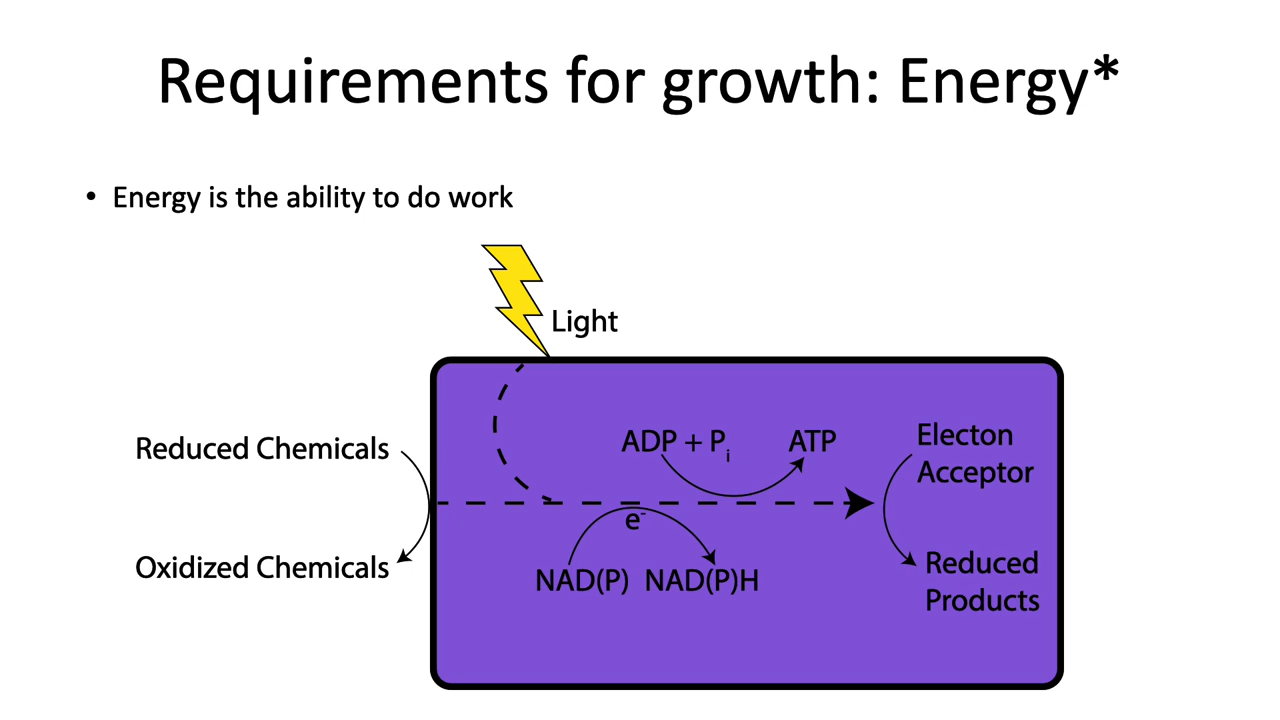 Requirements for growth: Energy*
• Energy is the ability to do work
Light
Reduced Chemicals
Oxidized Chemicals
ADP + Pi
ATP
e-
NAD(P) NAD(P)H
Electon
Acceptor
Reduced
Products